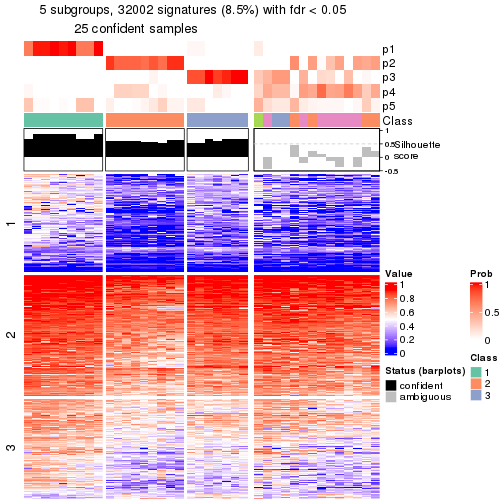 5 subgroups, 32002 signatures (8.5%) with fdr < 0.05
25 confident samples
p1
p2
p3
p4
p5
Class
1
0.5
0
-0.5
Silhouette
score
1
2
3
Value
1
0.8
0.6
0.4
0.2
0
Prob
1
0.5
0
Status (barplots)
confident
ambiguous
Class
1
2
3